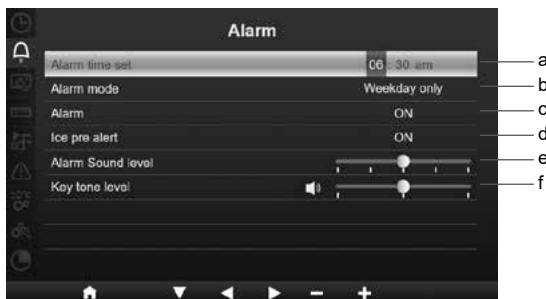 Alarm
Alarm time set 06 : 30 am a
Alarm mode Weekday only b
Alarm ON c
Ice pre alert ON d
Alarm Sound level e
Key tone level f